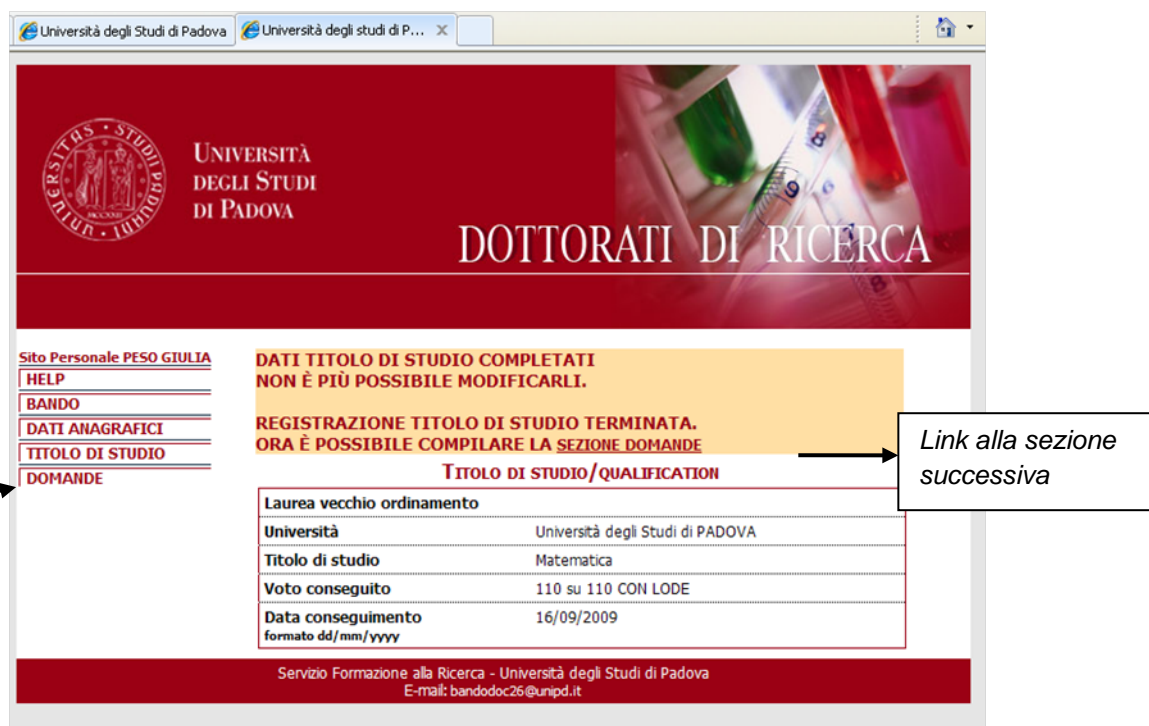 Università degli Studi di Padova
Università degli studi di P...
UNIVERSITAS · STUDII PADUANI ·
MCCXXII
UNIVERSITÀ
DEGLI STUDI
DI PADOVA
DOTTORATI DI RICERCA
Sito Personale PESO GIULIA
HELP
BANDO
DATI ANAGRAFICI
TITOLO DI STUDIO
DOMANDE
DATI TITOLO DI STUDIO COMPLETATI
NON È PIÙ POSSIBILE MODIFICARLI.
REGISTRAZIONE TITOLO DI STUDIO TERMINATA.
ORA È POSSIBILE COMPILARE LA SEZIONE DOMANDE
Link alla sezione
successiva
TITOLO DI STUDIO/QUALIFICATION
Laurea vecchio ordinamento
Università Università degli Studi di PADOVA
Titolo di studio Matematica
Voto conseguito 110 su 110 CON LODE
Data conseguimento 16/09/2009
formato dd/mm/yyyy
Servizio Formazione alla Ricerca - Università degli Studi di Padova
E-mail: bandodoc26@unipd.it